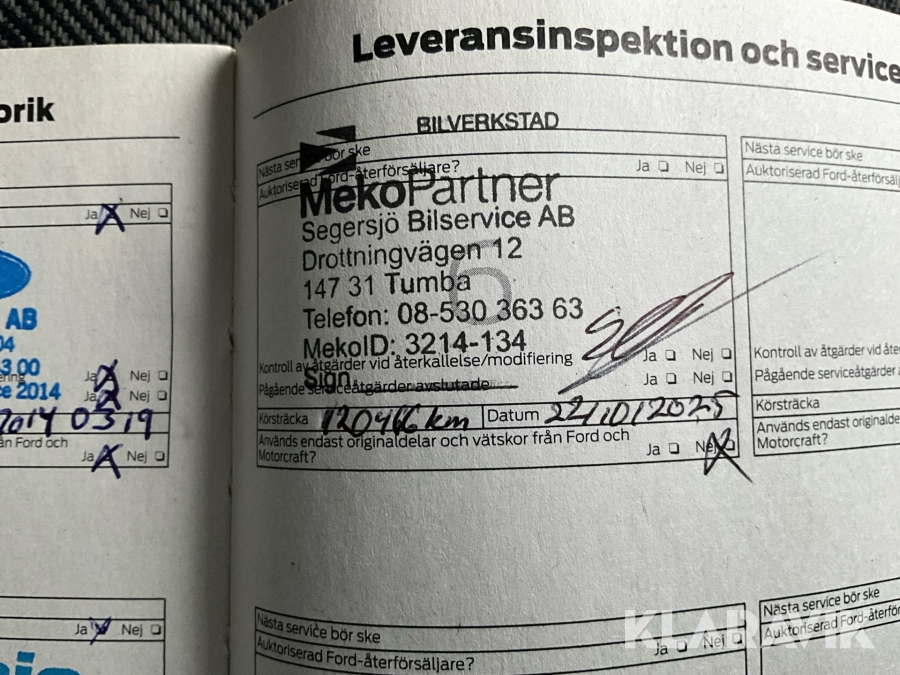 orik
Ja Nej
AB
04
3 00
Ja Nej
ce 2014
Ja Nej
2014 03 19
ån Ford och
Ja Nej
Ja Nej
Leveransinspektion och service
BILVERKSTAD
Nästa service bör ske
Auktoriserad Ford-återförsäljare? Ja Nej
MekoPartner
Segersjö Bilservice AB
Drottningvägen 12
6
147 31 Tumba
Telefon: 08-530 363 63
MekoID: 3214-134
Kontroll av åtgärder vid återkallelse/modifiering Ja Nej
Sign.
Pågående serviceåtgärder avslutade Ja Nej
Körsträcka 120466 km Datum 22/10/2025
Används endast originaldelar och vätskor från Ford och
Motorcraft? Ja Nej
Nästa service bör ske
Auktoriserad Ford-återförsäljare? Ja Nej
Nästa service bör ske
Auktoriserad Ford-återförsälj
Kontroll av åtgärder vid åter
Pågående serviceåtgärder a
Körsträcka
Används endast originaldel
Motorcraft?
Nästa service bör ske
Auktoriserad Ford-återför
KLARAVIK